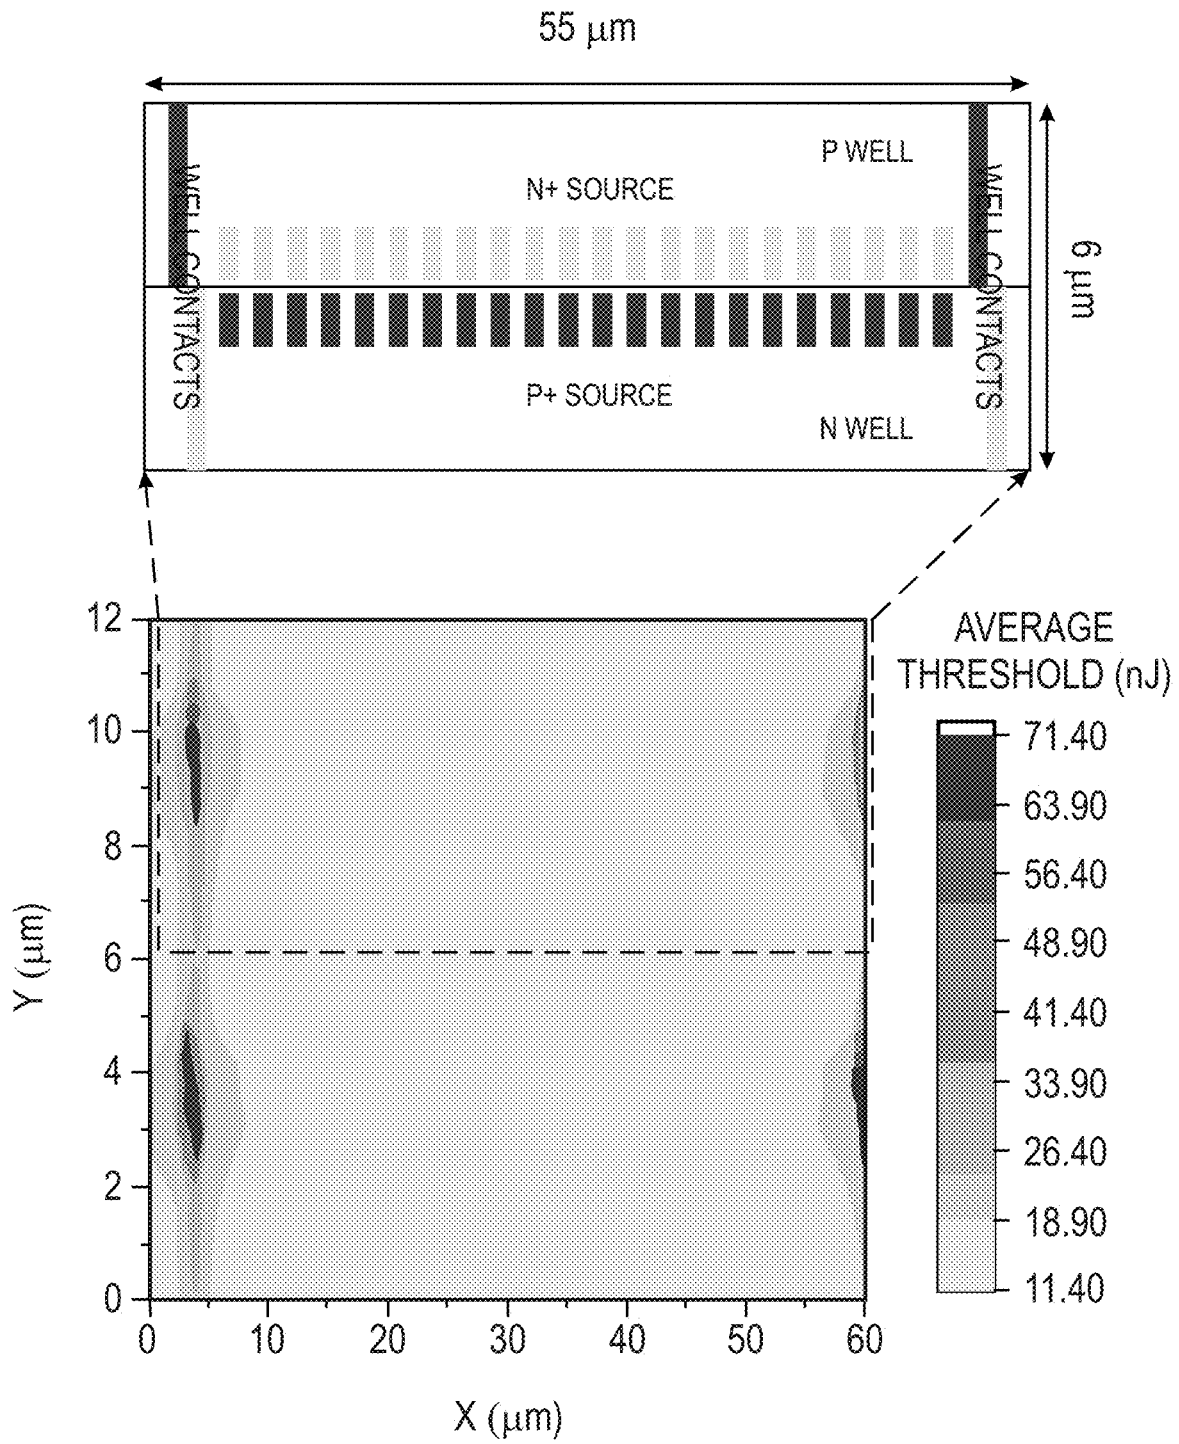 55 μm
P WELL
N+ SOURCE
WELL CONTACTS
WELL CONTACTS
6 μm
P+ SOURCE
N WELL
AVERAGE
THRESHOLD (nJ)
71.40
63.90
56.40
48.90
41.40
33.90
26.40
18.90
11.40
12
10
8
6
4
2
0
Y (μm)
0
10
20
30
40
50
60
X (μm)